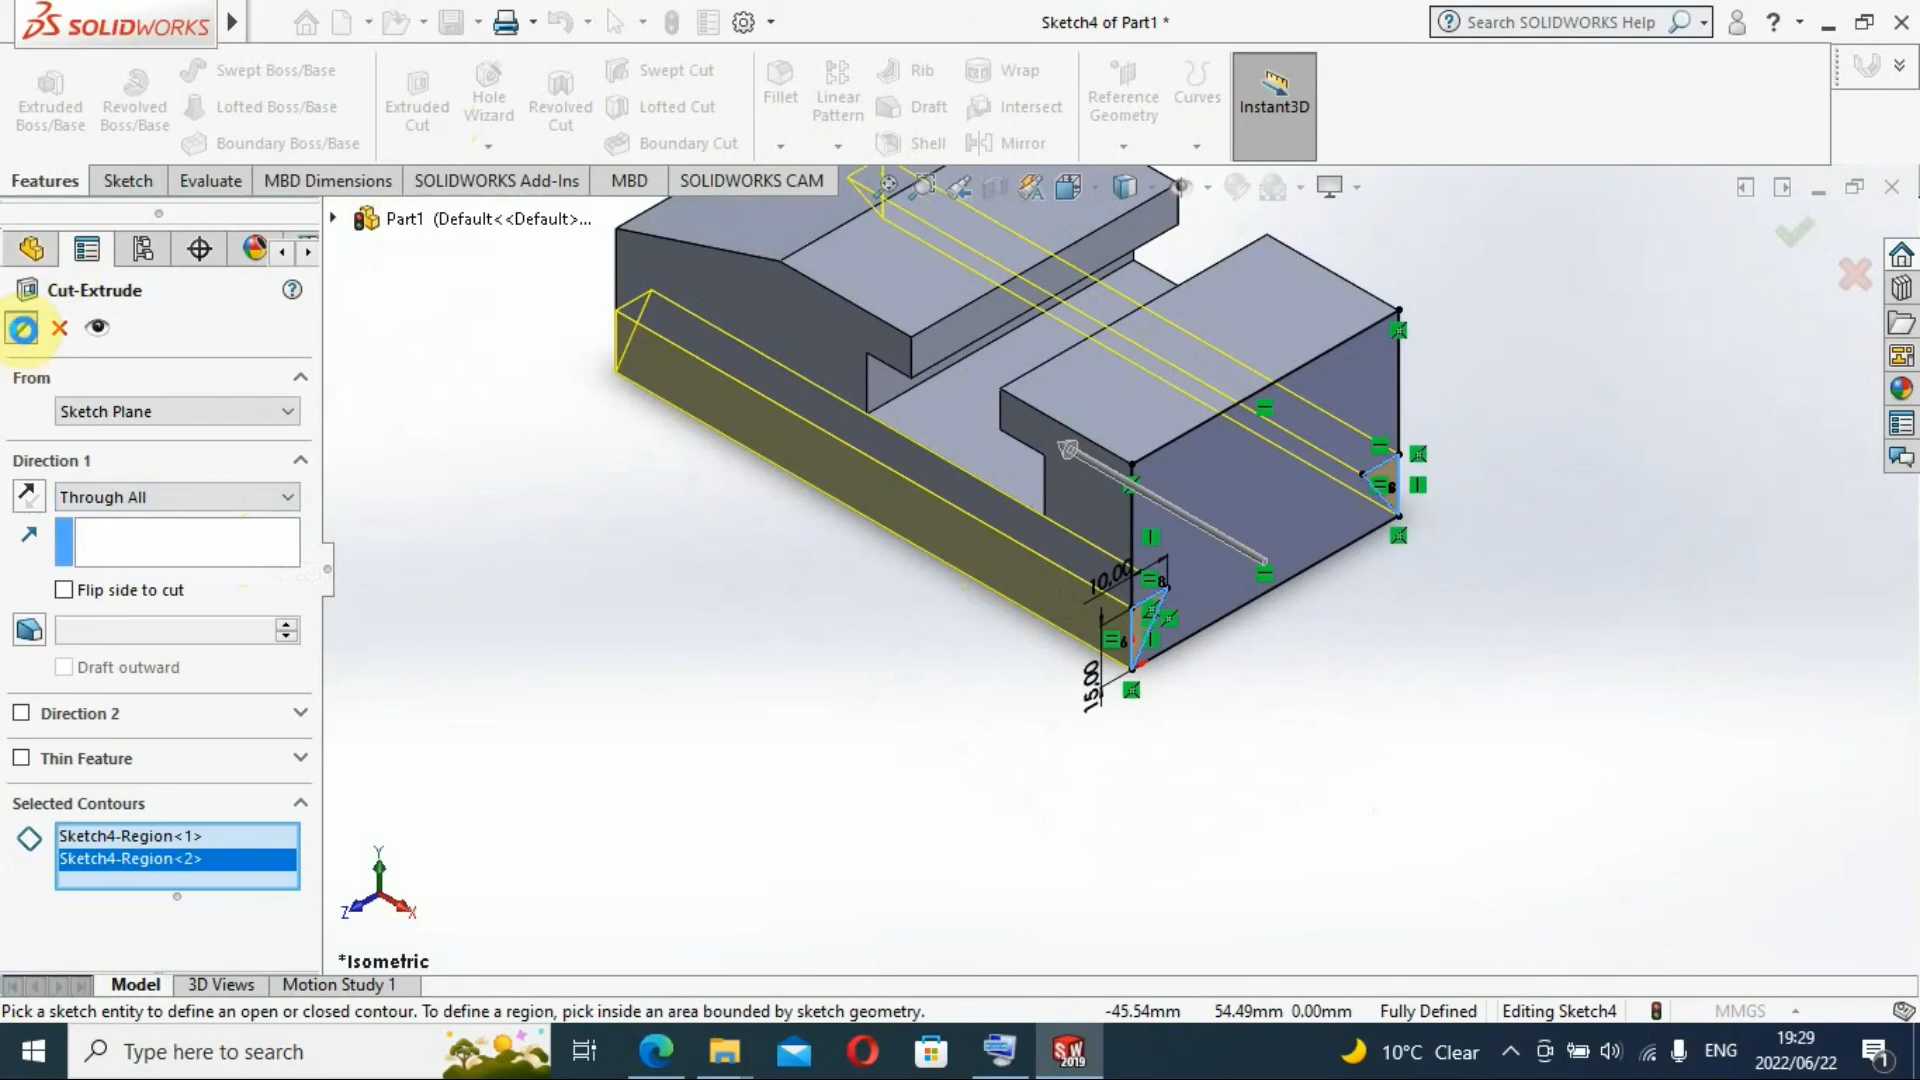 SOLIDWORKS
Sketch4 of Part1 *
Search SOLIDWORKS Help
Extruded Boss/Base
Revolved Boss/Base
Swept Boss/Base
Lofted Boss/Base
Boundary Boss/Base
Extruded Cut
Hole Wizard
Revolved Cut
Swept Cut
Lofted Cut
Boundary Cut
Fillet
Linear Pattern
Rib
Draft
Shell
Wrap
Intersect
Mirror
Reference Geometry
Curves
Instant3D
Features
Sketch
Evaluate
MBD Dimensions
SOLIDWORKS Add-Ins
MBD
SOLIDWORKS CAM
Part1 (Default<<Default>...
Cut-Extrude
From
Sketch Plane
Direction 1
Through All
Flip side to cut
Draft outward
Direction 2
Thin Feature
Selected Contours
Sketch4-Region<1>
Sketch4-Region<2>
10,00
15,00
8
8
6
Y
Z
X
*Isometric
Model
3D Views
Motion Study 1
Pick a sketch entity to define an open or closed contour. To define a region, pick inside an area bounded by sketch geometry.
-45.54mm
54.49mm 0.00mm
Fully Defined
Editing Sketch4
MMGS
Type here to search
SW
2019
10°C Clear
ENG
19:29
2022/06/22
1